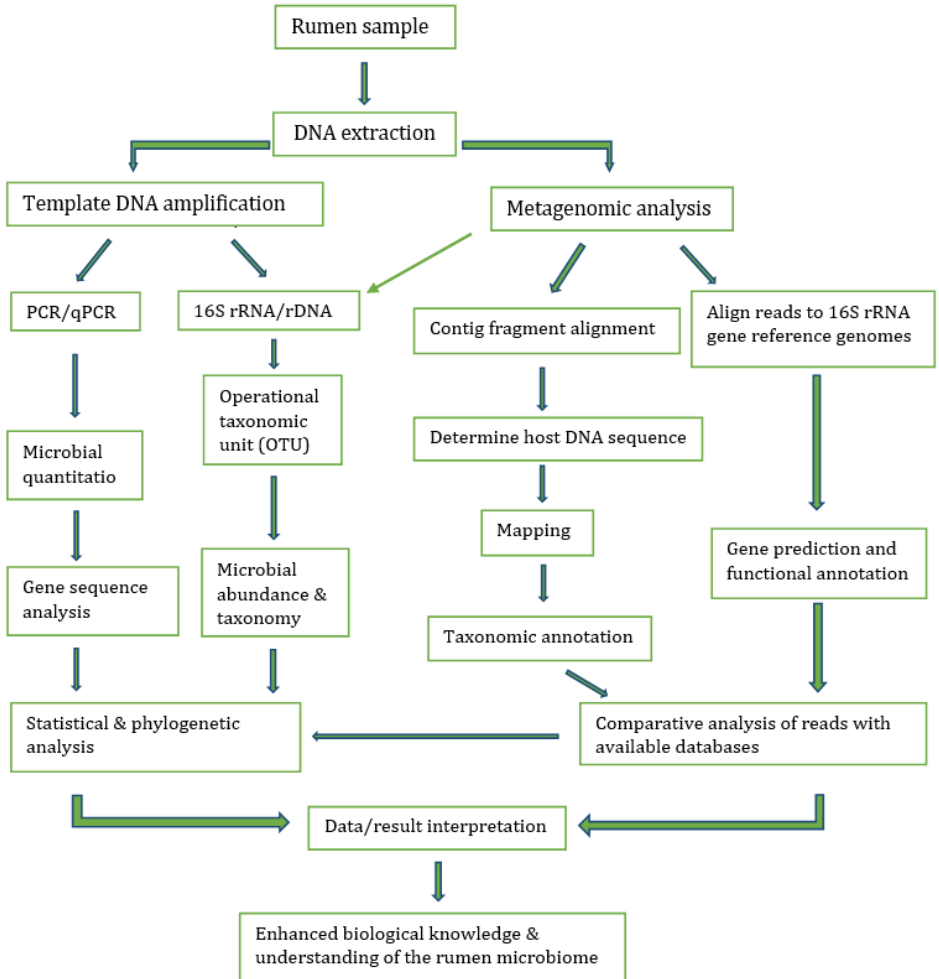 Rumen sample
DNA extraction
Template DNA amplification
Metagenomic analysis
PCR/qPCR
16S rRNA/rDNA
Contig fragment alignment
Align reads to 16S rRNA
gene reference genomes
Operational
taxonomic
unit (OTU)
Determine host DNA sequence
Microbial
quantitatio
Mapping
Gene prediction and
functional annotation
Gene sequence
analysis
Microbial
abundance &
taxonomy
Taxonomic annotation
Statistical & phylogenetic
analysis
Comparative analysis of reads with
available databases
Data/result interpretation
Enhanced biological knowledge &
understanding of the rumen microbiome